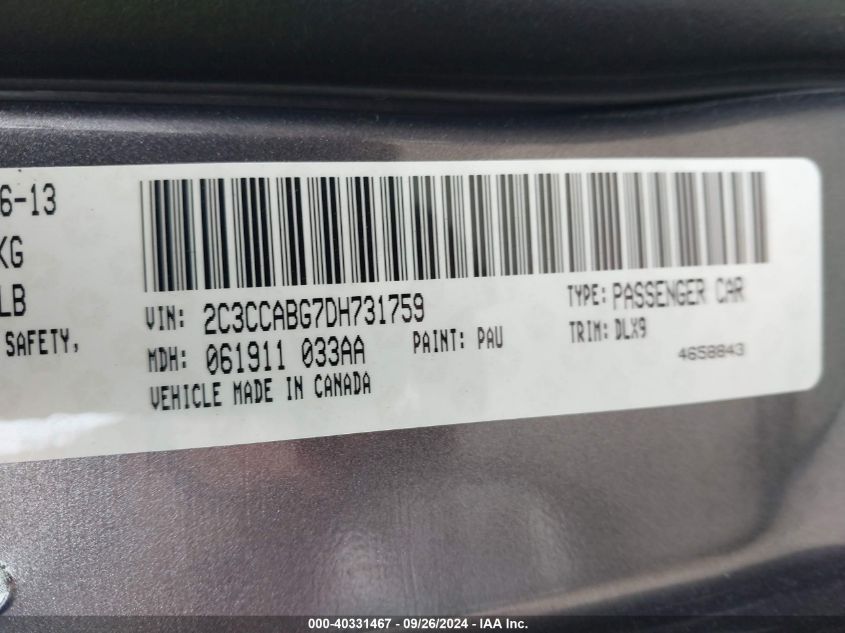 6-13
KG
LB
SAFETY,
VIN: 2C3CCABG7DH731759
TYPE: PASSENGER CAR
MDH: 061911 033AA
PAINT: PAU
TRIM: DLX9
VEHICLE MADE IN CANADA
4658843
000-40331467 - 09/26/2024 - IAA Inc.